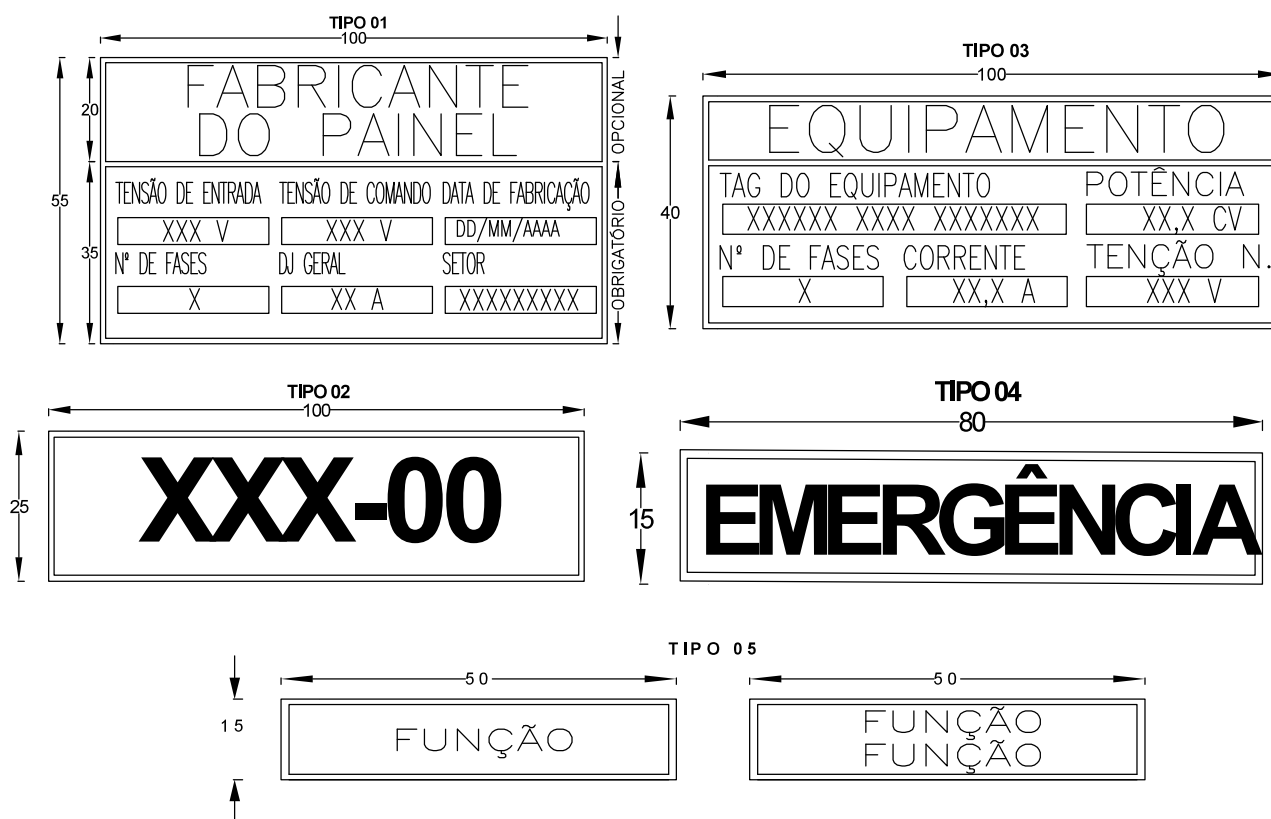 TIPO 01
100
FABRICANTE
DO PAINEL
20
OPCIONAL
55
35
OBRIGATÓRIO
TENSÃO DE ENTRADA TENSÃO DE COMANDO DATA DE FABRICAÇÃO
XXX V XXX V DD/MM/AAAA
Nº DE FASES DJ GERAL SETOR
X XX A XXXXXXXXX
TIPO 03
100
EQUIPAMENTO
40
TAG DO EQUIPAMENTO POTÊNCIA
XXXXXX XXXX XXXXXXX XX,X CV
Nº DE FASES CORRENTE TENÇÃO N.
X XX,X A XXX V
TIPO 02
100
25
XXX-00
TIPO 04
80
15
EMERGÊNCIA
TIPO 05
50 50
15
FUNÇÃO
FUNÇÃO
FUNÇÃO